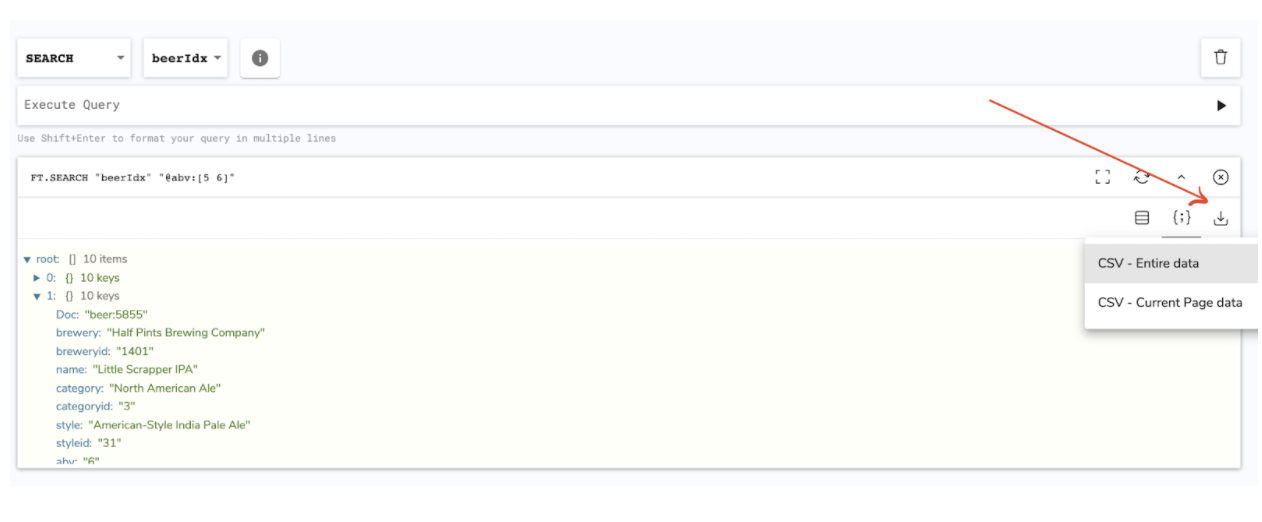 SEARCH beerIdx
Execute Query
Use Shift+Enter to format your query in multiple lines
FT.SEARCH "beerIdx" "@abv:[5 6]"
{;}
CSV - Entire data
CSV - Current Page data
root: [] 10 items
0: {} 10 keys
1: {} 10 keys
Doc: "beer:5855"
brewery: "Half Pints Brewing Company"
breweryid: "1401"
name: "Little Scrapper IPA"
category: "North American Ale"
categoryid: "3"
style: "American-Style India Pale Ale"
styleid: "31"
abv: "6"